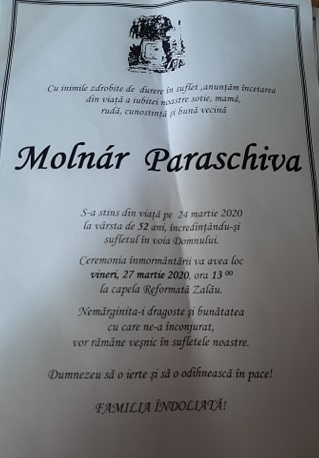 Cu inimile zdrobite de durere în suflet ,anunțăm încetarea
din viață a iubitei noastre sotie, mamă,
rudă, cunostință și bună vecină
Molnár Paraschiva
S-a stins din viață pe 24 martie 2020
la vârsta de 52 ani, încredințându-și
sufletul în voia Domnului.
Ceremonia înmormântării va avea loc
vineri, 27 martie 2020, ora 13 00
la capela Reformată Zalău.
Nemărginita-i dragoste și bunătatea
cu care ne-a înconjurat,
vor rămâne veșnic în sufletele noastre.
Dumnezeu să o ierte și să o odihnească în pace!
FAMILIA ÎNDOLIATĂ!